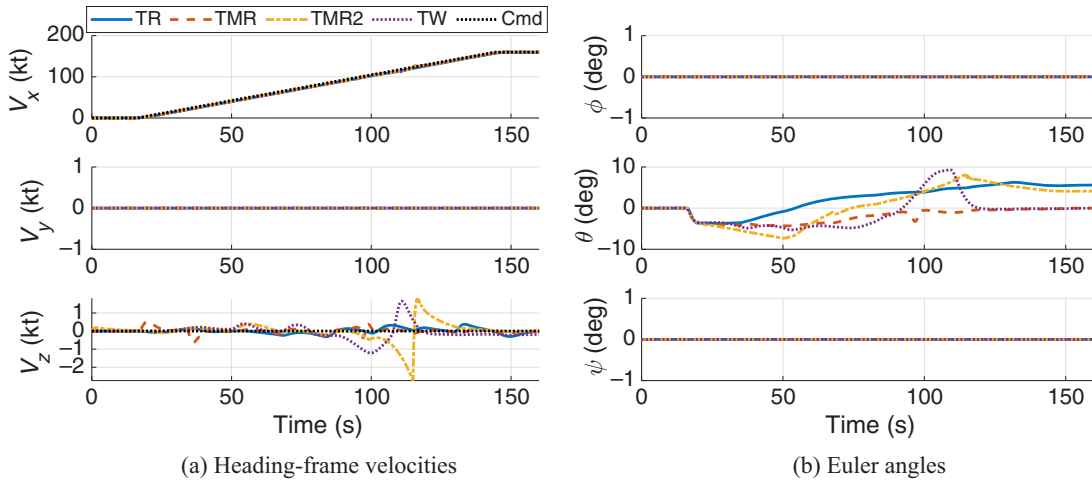 TR TMR TMR2 TW Cmd
200
100
0
V_x (kt)
0 50 100 150
1
0
−1
V_y (kt)
0 50 100 150
1
0
−1
−2
V_z (kt)
0 50 100 150
Time (s)
(a) Heading-frame velocities
1
0
−1
ϕ (deg)
0 50 100 150
10
0
−10
θ (deg)
0 50 100 150
1
0
−1
ψ (deg)
0 50 100 150
Time (s)
(b) Euler angles